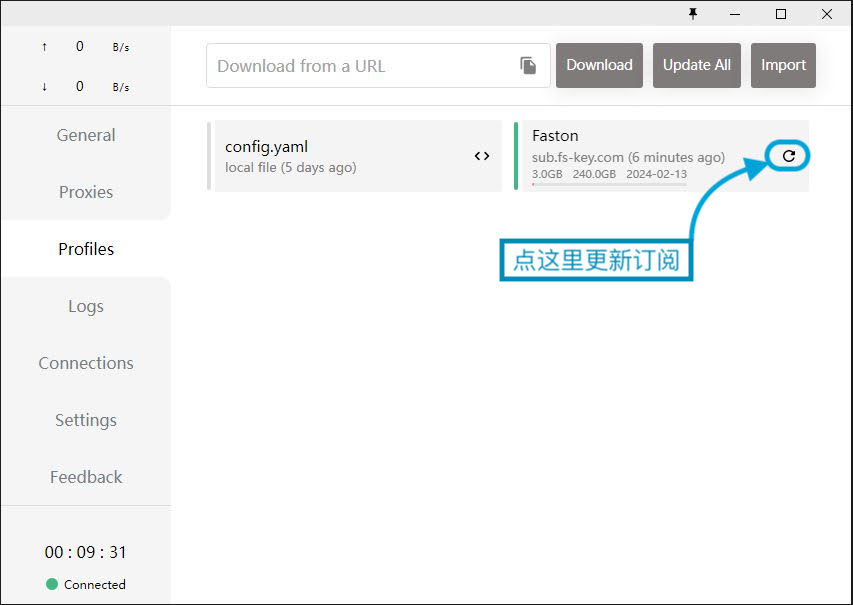 ↑ 0 B/s
↓ 0 B/s
General
Proxies
Profiles
Logs
Connections
Settings
Feedback
00 : 09 : 31
Connected
Download from a URL
Download
Update All
Import
config.yaml
local file (5 days ago)
Faston
sub.fs-key.com (6 minutes ago)
3.0GB 240.0GB 2024-02-13
点这里更新订阅